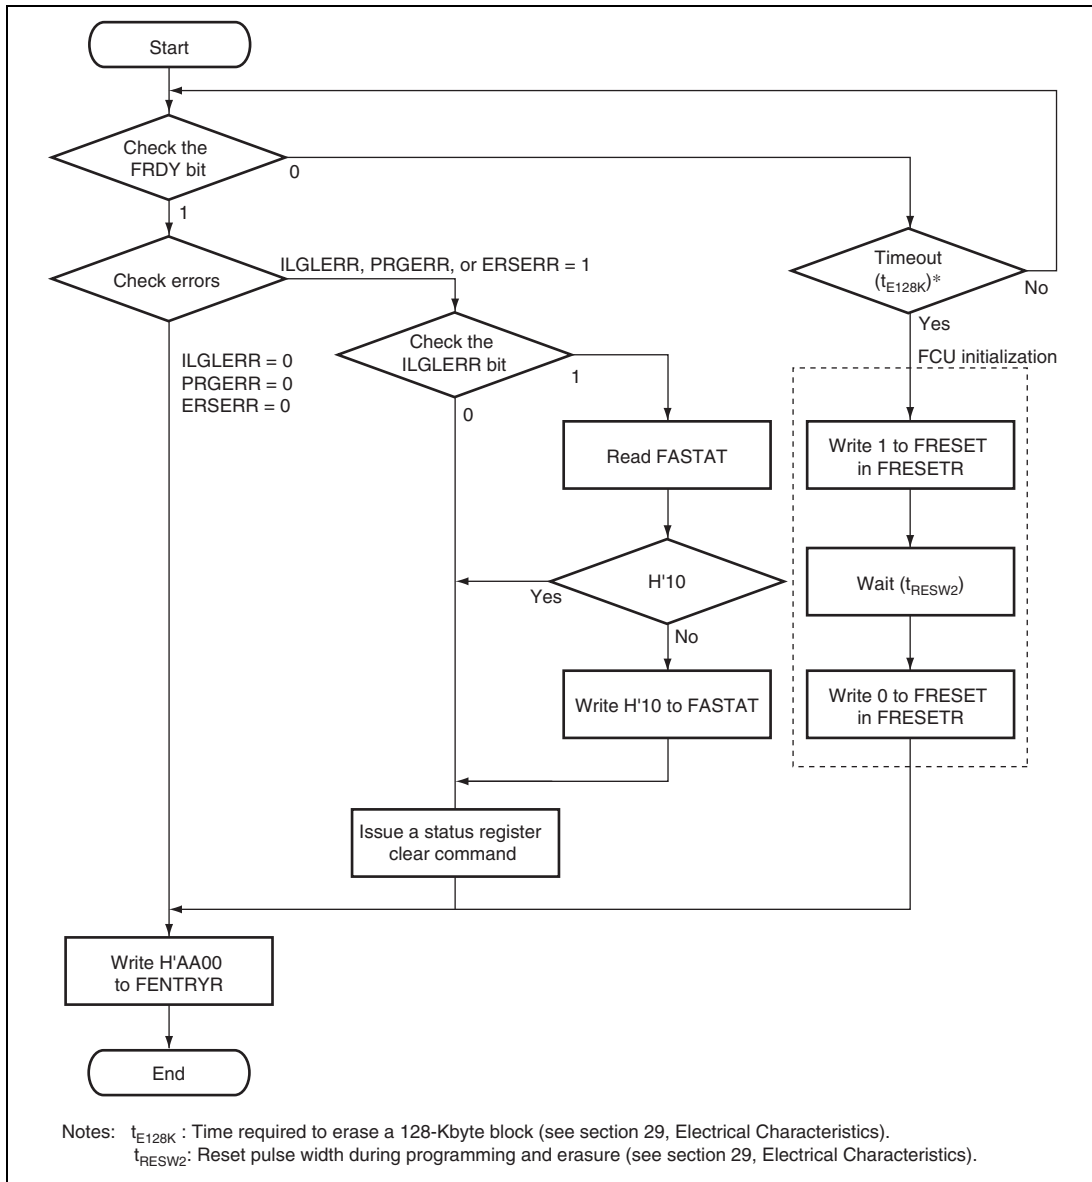 Start
Check the
FRDY bit
0
1
Check errors
ILGLERR, PRGERR, or ERSERR = 1
Timeout
(tE128K)*
No
Yes
FCU initialization
ILGLERR = 0
PRGERR = 0
ERSERR = 0
Check the
ILGLERR bit
1
0
Read FASTAT
Write 1 to FRESET
in FRESETR
H'10
Yes
No
Wait (tRESW2)
Write H'10 to FASTAT
Write 0 to FRESET
in FRESETR
Issue a status register
clear command
Write H'AA00
to FENTRYR
End
Notes: tE128K : Time required to erase a 128-Kbyte block (see section 29, Electrical Characteristics).
tRESW2: Reset pulse width during programming and erasure (see section 29, Electrical Characteristics).